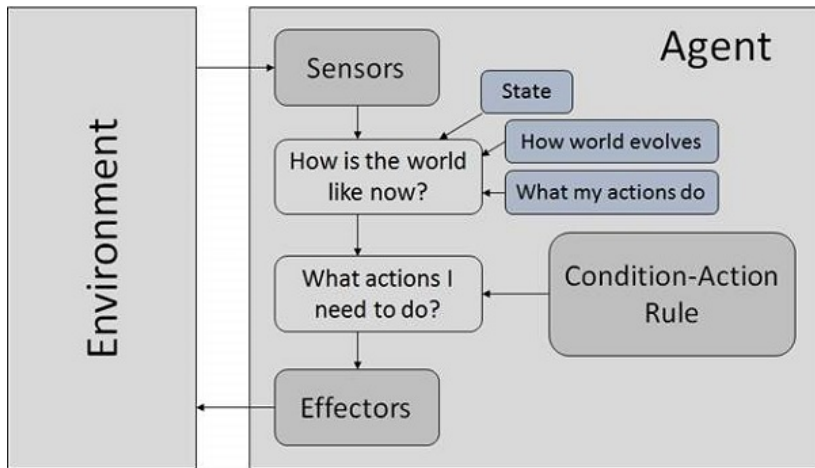 Agent
Environment
Sensors
State
How is the world
like now?
How world evolves
What my actions do
What actions I
need to do?
Condition-Action
Rule
Effectors